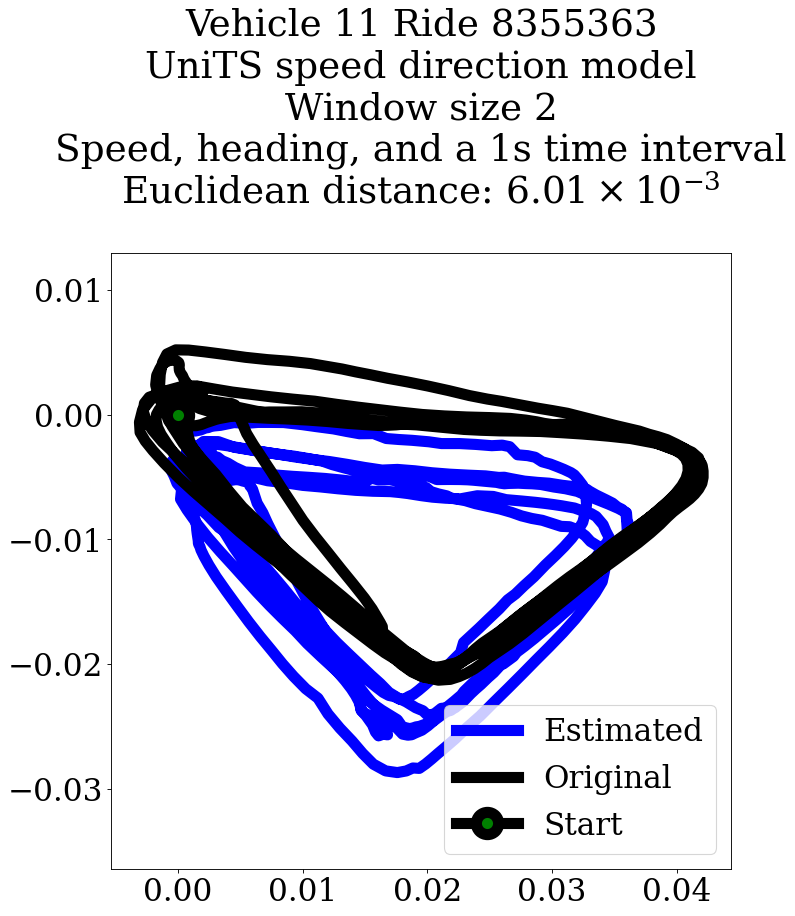 Vehicle 11 Ride 8355363
UniTS speed direction model
Window size 2
Speed, heading, and a 1s time interval
Euclidean distance: 6.01 × 10⁻³
0.01
0.00
−0.01
−0.02
−0.03
Estimated
Original
Start
0.00 0.01 0.02 0.03 0.04